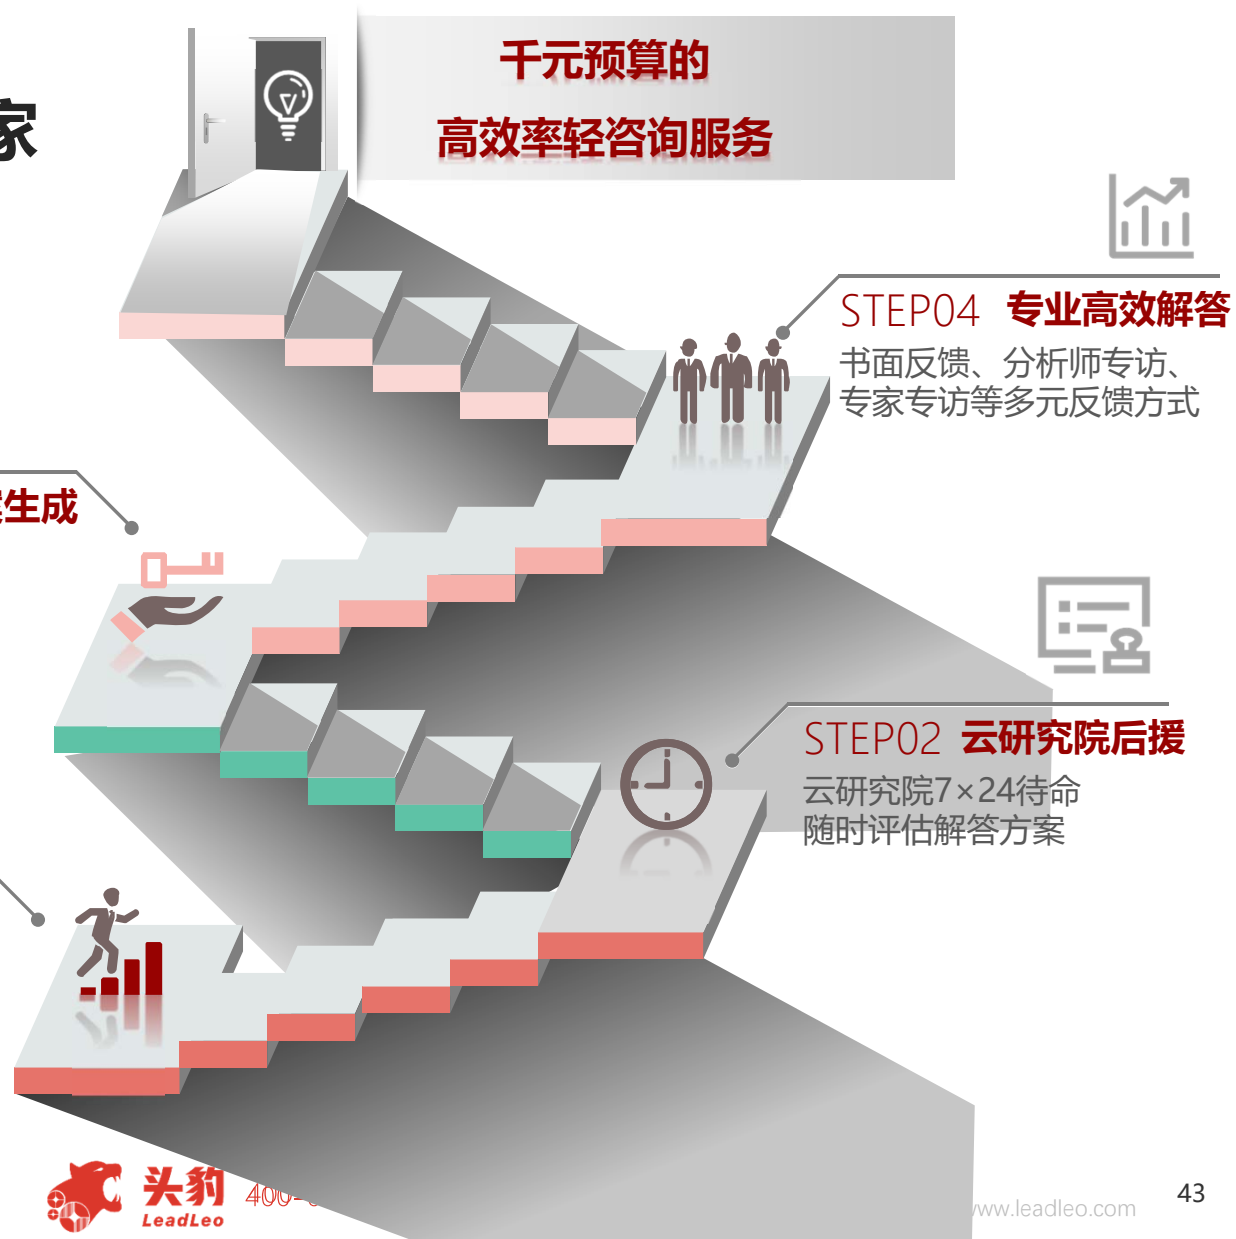 千元预算的
高效率轻咨询服务
家
STEP04 专业高效解答
书面反馈、分析师专访、
专家专访等多元反馈方式
生成
STEP02 云研究院后援
云研究院7×24待命
随时评估解答方案
头豹
LeadLeo
400-
www.leadleo.com
43